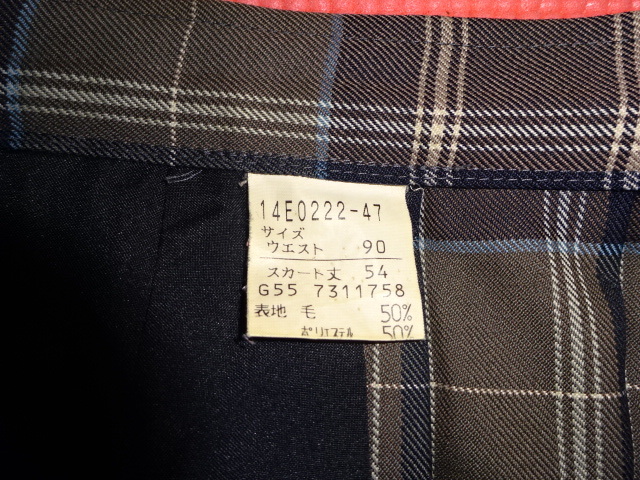 14E0222-47
サイズ
ウエスト 90
スカート丈 54
G55 7311758
表地 毛 50%
ポリエステル 50%